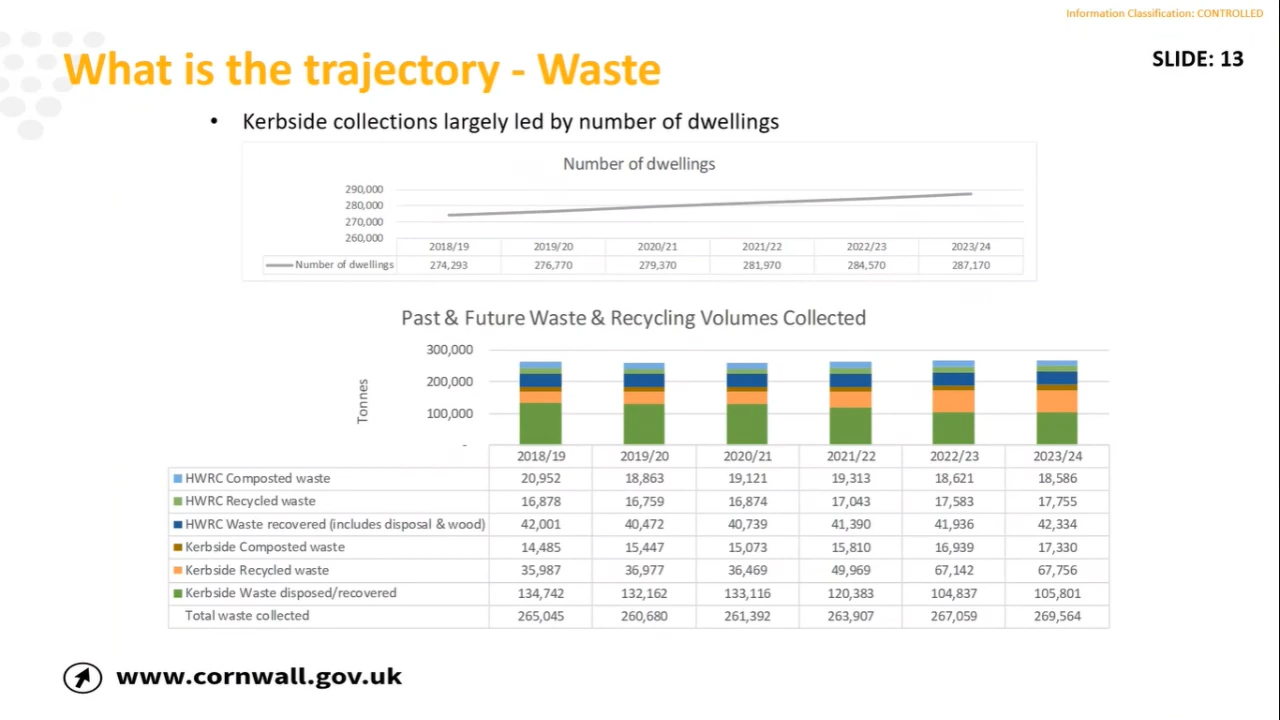 Information Classification: CONTROLLED
What is the trajectory - Waste
SLIDE: 13
• Kerbside collections largely led by number of dwellings
Number of dwellings
290,000
280,000
270,000
260,000
2018/19 2019/20 2020/21 2021/22 2022/23 2023/24
Number of dwellings 274,293 276,770 279,370 281,970 284,570 287,170
Past & Future Waste & Recycling Volumes Collected
Tonnes
300,000
200,000
100,000
-
2018/19 2019/20 2020/21 2021/22 2022/23 2023/24
HWRC Composted waste 20,952 18,863 19,121 19,313 18,621 18,586
HWRC Recycled waste 16,878 16,759 16,874 17,043 17,583 17,755
HWRC Waste recovered (includes disposal & wood) 42,001 40,472 40,739 41,390 41,936 42,334
Kerbside Composted waste 14,485 15,447 15,073 15,810 16,939 17,330
Kerbside Recycled waste 35,987 36,977 36,469 49,969 67,142 67,756
Kerbside Waste disposed/recovered 134,742 132,162 133,116 120,383 104,837 105,801
Total waste collected 265,045 260,680 261,392 263,907 267,059 269,564
www.cornwall.gov.uk